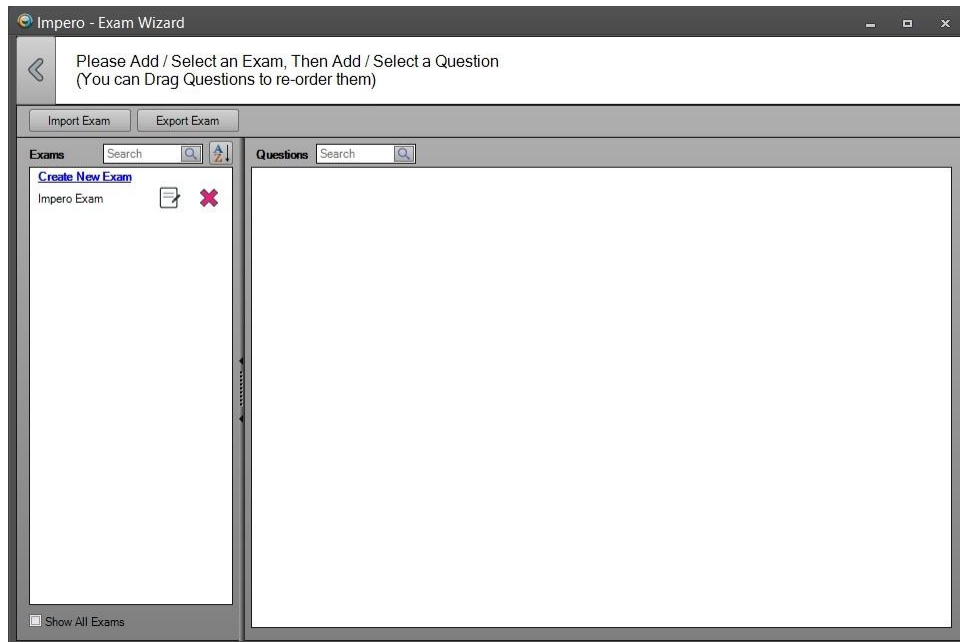 Impero - Exam Wizard
Please Add / Select an Exam, Then Add / Select a Question
(You can Drag Questions to re-order them)
Import Exam Export Exam
Exams Search A Z Questions Search
Create New Exam
Impero Exam
Show All Exams